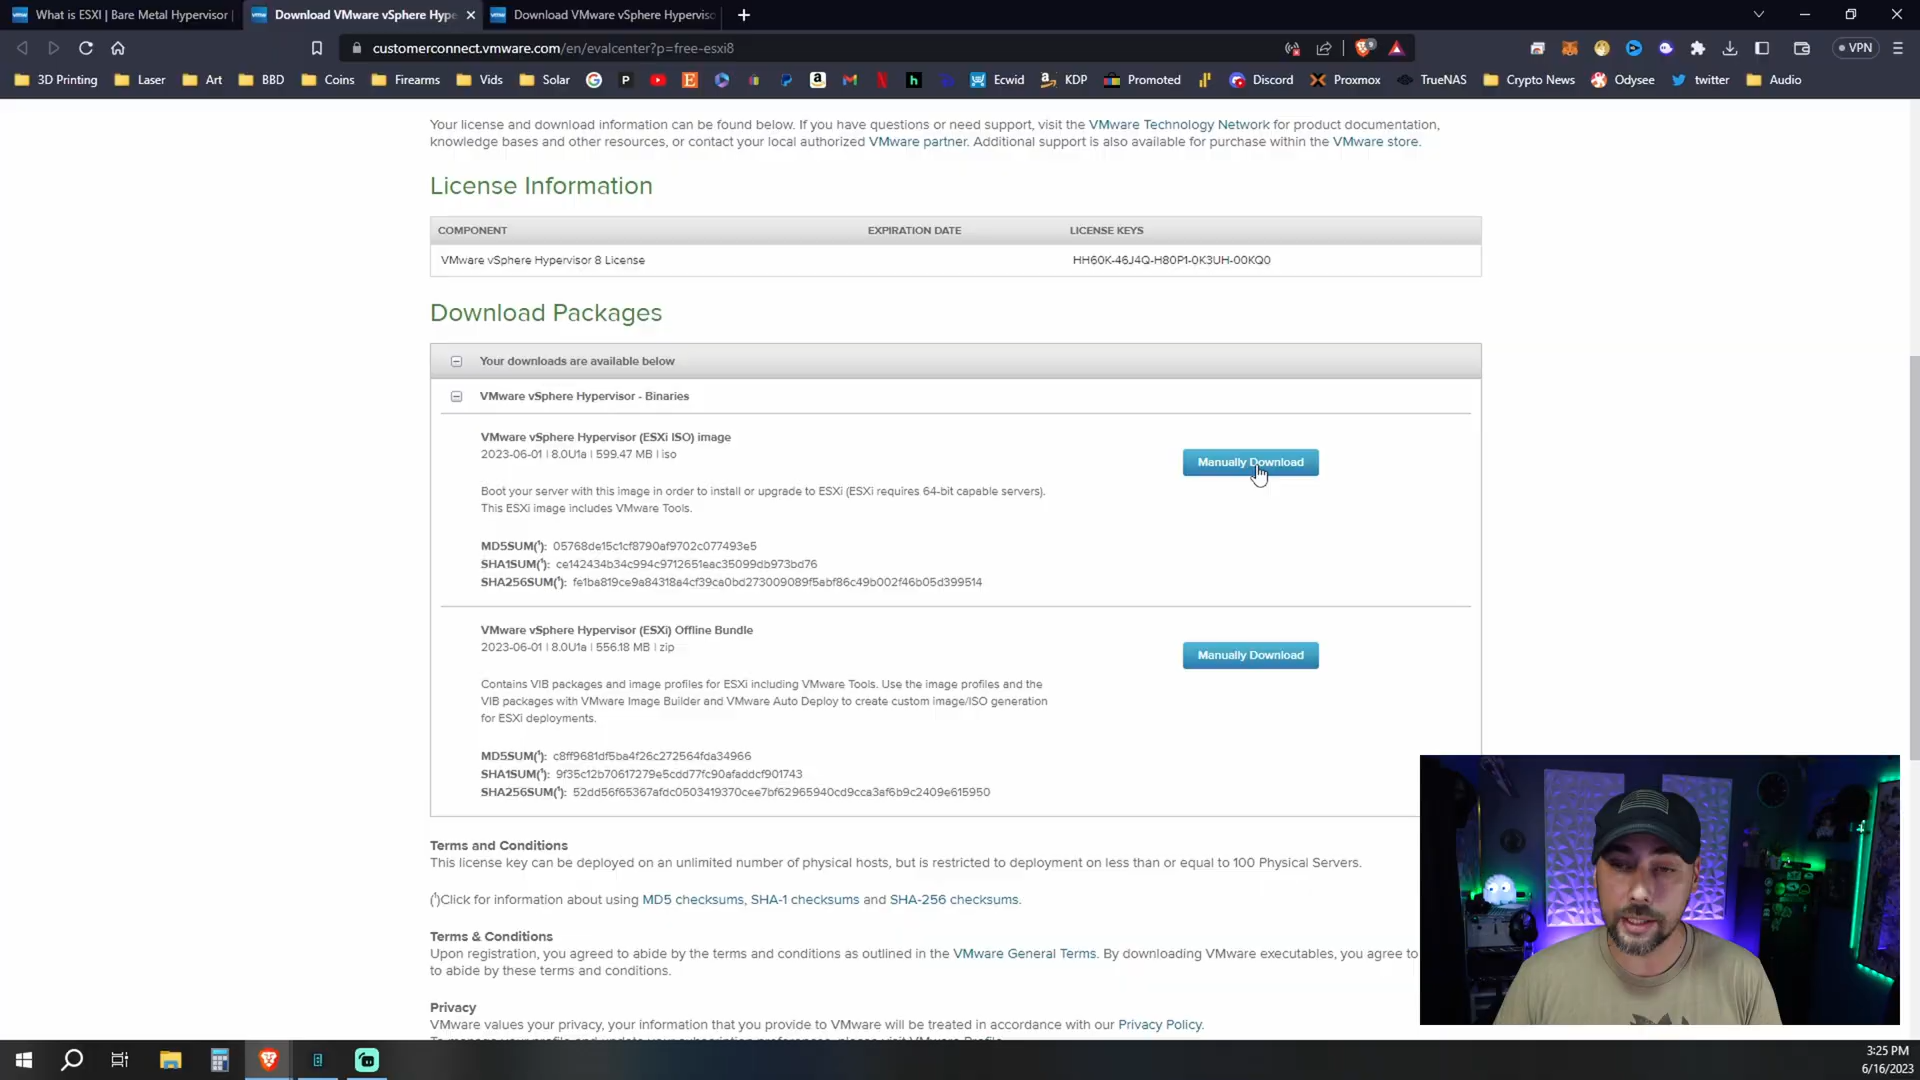 What is ESXI | Bare Metal Hypervisor |
Download VMware vSphere Hype
Download VMware vSphere Hyperviso
customerconnect.vmware.com/en/evalcenter?p=free-esxi8
VPN
3D Printing
Laser
Art
BBD
Coins
Firearms
Vids
Solar
Ecwid
KDP
Promoted
Discord
Proxmox
TrueNAS
Crypto News
Odysee
twitter
Audio
Your license and download information can be found below. If you have questions or need support, visit the VMware Technology Network for product documentation,
knowledge bases and other resources, or contact your local authorized VMware partner. Additional support is also available for purchase within the VMware store.
License Information
COMPONENT EXPIRATION DATE LICENSE KEYS
VMware vSphere Hypervisor 8 License HH60K-46J4Q-H80P1-0K3UH-00KQ0
Download Packages
Your downloads are available below
VMware vSphere Hypervisor - Binaries
VMware vSphere Hypervisor (ESXi ISO) image
2023-06-01 | 8.0U1a | 599.47 MB | iso
Manually Download
Boot your server with this image in order to install or upgrade to ESXi (ESXi requires 64-bit capable servers).
This ESXi image includes VMware Tools.
MD5SUM(¹): 05768de15c1cf8790af9702c077493e5
SHA1SUM(¹): ce142434b34c994c9712651eac35099db973bd76
SHA256SUM(¹): fe1ba819ce9a84318a4cf39ca0bd273009089f5abf86c49b002f46b05d399514
VMware vSphere Hypervisor (ESXi) Offline Bundle
2023-06-01 | 8.0U1a | 556.18 MB | zip
Manually Download
Contains VIB packages and image profiles for ESXi including VMware Tools. Use the image profiles and the
VIB packages with VMware Image Builder and VMware Auto Deploy to create custom image/ISO generation
for ESXi deployments.
MD5SUM(¹): c8ff9681df5ba4f26c272564fda34966
SHA1SUM(¹): 9f35c12b70617279e5cdd77fc90afaddcf901743
SHA256SUM(¹): 52dd56f65367afdc0503419370cee7bf62965940cd9cca3af6b9c2409e615950
Terms and Conditions
This license key can be deployed on an unlimited number of physical hosts, but is restricted to deployment on less than or equal to 100 Physical Servers.
(¹)Click for information about using MD5 checksums, SHA-1 checksums and SHA-256 checksums.
Terms & Conditions
Upon registration, you agreed to abide by the terms and conditions as outlined in the VMware General Terms. By downloading VMware executables, you agree to
to abide by these terms and conditions.
Privacy
VMware values your privacy, your information that you provide to VMware will be treated in accordance with our Privacy Policy.
3:25 PM
6/16/2023